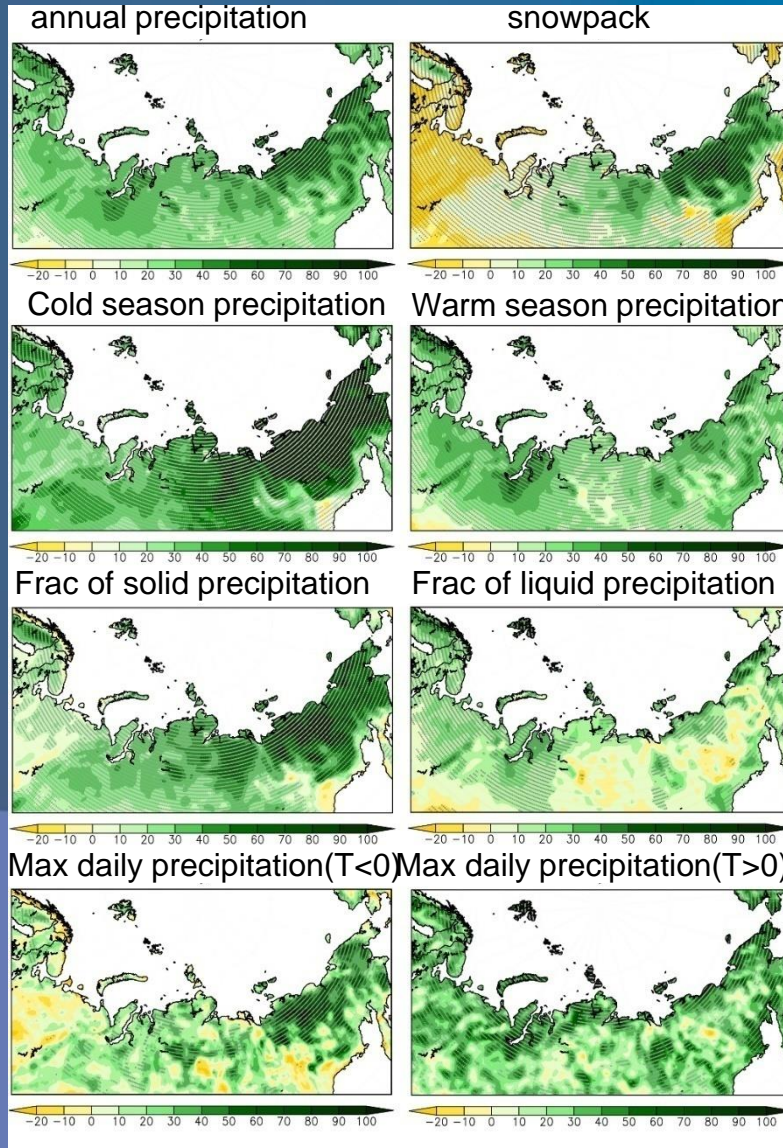 annual precipitation
snowpack
-20 -10 0 10 20 30 40 50 60 70 80 90 100
-20 -10 0 10 20 30 40 50 60 70 80 90 100
Cold season precipitation
Warm season precipitation
-20 -10 0 10 20 30 40 50 60 70 80 90 100
-20 -10 0 10 20 30 40 50 60 70 80 90 100
Frac of solid precipitation
Frac of liquid precipitation
-20 -10 0 10 20 30 40 50 60 70 80 90 100
-20 -10 0 10 20 30 40 50 60 70 80 90 100
Max daily precipitation(T<0)
Max daily precipitation(T>0)
-20 -10 0 10 20 30 40 50 60 70 80 90 100
-20 -10 0 10 20 30 40 50 60 70 80 90 100